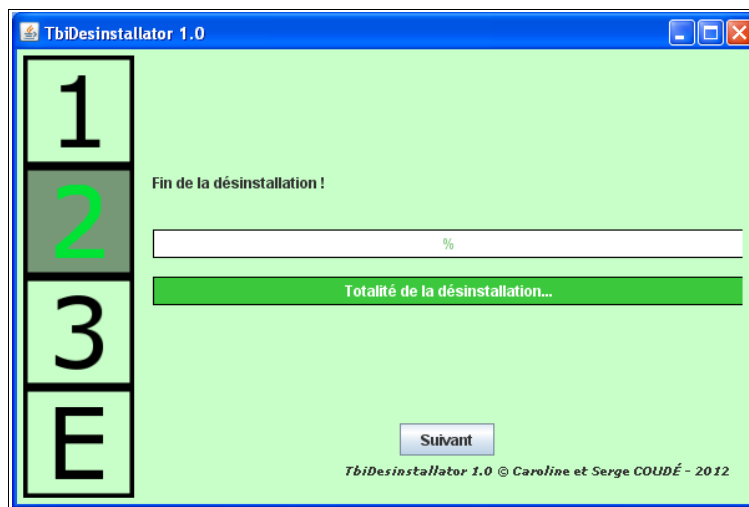 TbiDesinstallator 1.0
1
2
3
E
Fin de la désinstallation !
%
Totalité de la désinstallation...
Suivant
TbiDesinstallator 1.0 © Caroline et Serge COUDÉ - 2012